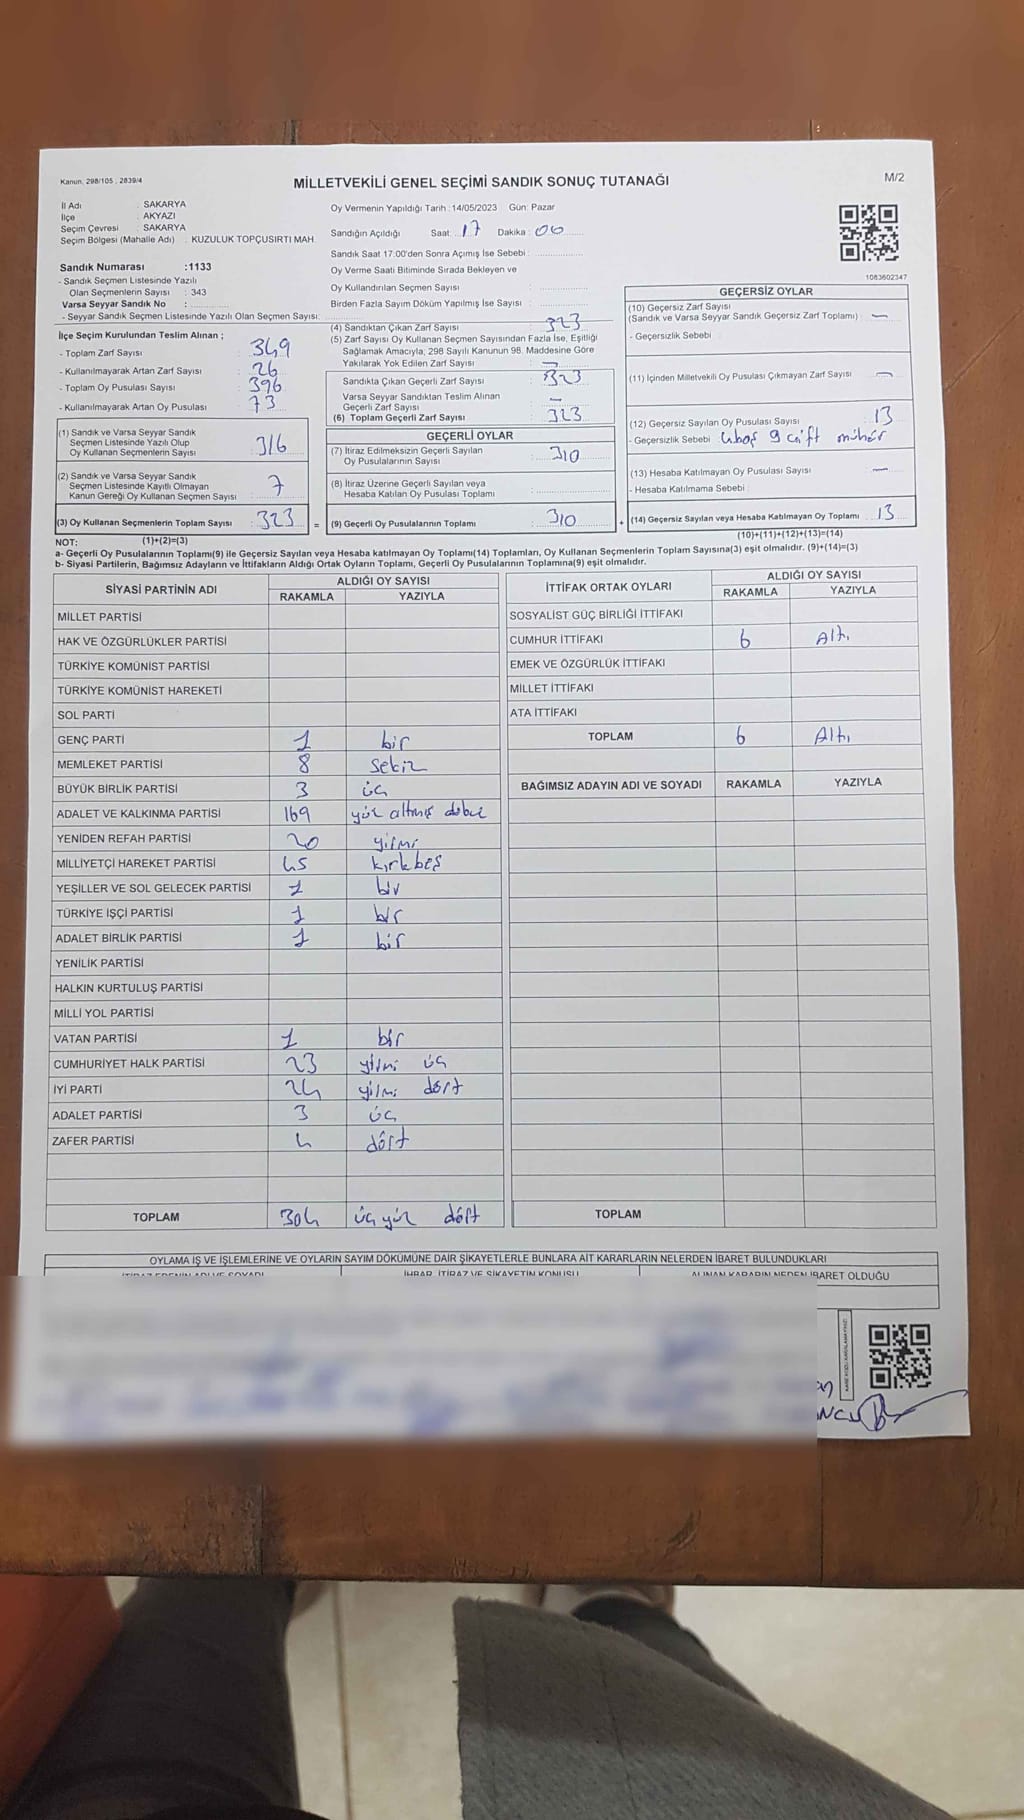 Kanun, 298/105 ; 2839/4
MİLLETVEKİLİ GENEL SEÇİMİ SANDIK SONUÇ TUTANAĞI
M/2
İl Adı : SAKARYA
İlçe : AKYAZI
Seçim Çevresi : SAKARYA
Seçim Bölgesi (Mahalle Adı) : KUZULUK TOPÇUSIRTI MAH.
Sandık Numarası :1133
- Sandık Seçmen Listesinde Yazılı
Olan Seçmenlerin Sayısı : 343
Varsa Seyyar Sandık No :
- Seyyar Sandık Seçmen Listesinde Yazılı Olan Seçmen Sayısı:
Oy Vermenin Yapıldığı Tarih :14/05/2023 Gün: Pazar
Sandığın Açıldığı Saat: 17 Dakika : 06
Sandık Saat 17:00'den Sonra Açımış İse Sebebi :
Oy Verme Saati Bitiminde Sırada Bekleyen ve
Oy Kullandırılan Seçmen Sayısı :
Birden Fazla Sayım Döküm Yapılmış İse Sayısı :
1083602347
İlçe Seçim Kurulundan Teslim Alınan ;
- Toplam Zarf Sayısı : 349
- Kullanılmayarak Artan Zarf Sayısı : 26
- Toplam Oy Pusulası Sayısı : 396
- Kullanılmayarak Artan Oy Pusulası : 73
(1) Sandık ve Varsa Seyyar Sandık
Seçmen Listesinde Yazılı Olup
Oy Kullanan Seçmenlerin Sayısı : 316
(2) Sandık ve Varsa Seyyar Sandık
Seçmen Listesinde Kayıtlı Olmayan
Kanun Gereği Oy Kullanan Seçmen Sayısı : 7
(3) Oy Kullanan Seçmenlerin Toplam Sayısı : 323 =
(4) Sandıktan Çıkan Zarf Sayısı : 323
(5) Zarf Sayısı Oy Kullanan Seçmen Sayısından Fazla İse, Eşitliği
Sağlamak Amacıyla, 298 Sayılı Kanunun 98. Maddesine Göre
Yakılarak Yok Edilen Zarf Sayısı : —
Sandıkta Çıkan Geçerli Zarf Sayısı : 323
Varsa Seyyar Sandıktan Teslim Alınan
Geçerli Zarf Sayısı : —
(6) Toplam Geçerli Zarf Sayısı : 323
GEÇERLİ OYLAR
(7) İtiraz Edilmeksizin Geçerli Sayılan
Oy Pusulalarının Sayısı : 310
(8) İtiraz Üzerine Geçerli Sayılan veya
Hesaba Katılan Oy Pusulası Toplamı :
(9) Geçerli Oy Pusulalarının Toplamı : 310 +
GEÇERSİZ OYLAR
(10) Geçersiz Zarf Sayısı
(Sandık ve Varsa Seyyar Sandık Geçersiz Zarf Toplamı) : —
- Geçersizlik Sebebi :
(11) İçinden Milletvekili Oy Pusulası Çıkmayan Zarf Sayısı : —
(12) Geçersiz Sayılan Oy Pusulası Sayısı : 13
- Geçersizlik Sebebi : 9 çift mühür
(13) Hesaba Katılmayan Oy Pusulası Sayısı : —
- Hesaba Katılmama Sebebi :
(14) Geçersiz Sayılan veya Hesaba Katılmayan Oy Toplamı : 13
NOT: (1)+(2)=(3) (10)+(11)+(12)+(13)=(14)
a- Geçerli Oy Pusulalarının Toplamı(9) ile Geçersiz Sayılan veya Hesaba katılmayan Oy Toplamı(14) Toplamları, Oy Kullanan Seçmenlerin Toplam Sayısına(3) eşit olmalıdır. (9)+(14)=(3)
b- Siyasi Partilerin, Bağımsız Adayların ve İttifakların Aldığı Ortak Oyların Toplamı, Geçerli Oy Pusulalarının Toplamına(9) eşit olmalıdır.
SİYASİ PARTİNİN ADI ALDIĞI OY SAYISI
RAKAMLA YAZIYLA
MİLLET PARTİSİ
HAK VE ÖZGÜRLÜKLER PARTİSİ
TÜRKİYE KOMÜNİST PARTİSİ
TÜRKİYE KOMÜNİST HAREKETİ
SOL PARTİ
GENÇ PARTİ 1 bir
MEMLEKET PARTİSİ 8 sekiz
BÜYÜK BİRLİK PARTİSİ 3 üç
ADALET VE KALKINMA PARTİSİ 169 yüz altmış dokuz
YENİDEN REFAH PARTİSİ 20 yirmi
MİLLİYETÇİ HAREKET PARTİSİ 45 kırkbeş
YEŞİLLER VE SOL GELECEK PARTİSİ 1 bir
TÜRKİYE İŞÇİ PARTİSİ 1 bir
ADALET BİRLİK PARTİSİ 1 bir
YENİLİK PARTİSİ
HALKIN KURTULUŞ PARTİSİ
MİLLİ YOL PARTİSİ
VATAN PARTİSİ 1 bir
CUMHURİYET HALK PARTİSİ 23 yirmi üç
İYİ PARTİ 24 yirmi dört
ADALET PARTİSİ 3 üç
ZAFER PARTİSİ 4 dört
TOPLAM 304 üç yüz dört
İTTİFAK ORTAK OYLARI ALDIĞI OY SAYISI
RAKAMLA YAZIYLA
SOSYALİST GÜÇ BİRLİĞİ İTTİFAKI
CUMHUR İTTİFAKI 6 Altı
EMEK VE ÖZGÜRLÜK İTTİFAKI
MİLLET İTTİFAKI
ATA İTTİFAKI
TOPLAM 6 Altı
BAĞIMSIZ ADAYIN ADI VE SOYADI RAKAMLA YAZIYLA
TOPLAM
OYLAMA İŞ VE İŞLEMLERİNE VE OYLARIN SAYIM DÖKÜMÜNE DAİR ŞİKAYETLERLE BUNLARA AİT KARARLARIN NELERDEN İBARET BULUNDUKLARI
İTİRAZ EDENİN ADI VE SOYADI İHBAR, İTİRAZ VE ŞİKAYETİN KONUSU ALINAN KARARIN NEDEN İBARET OLDUĞU